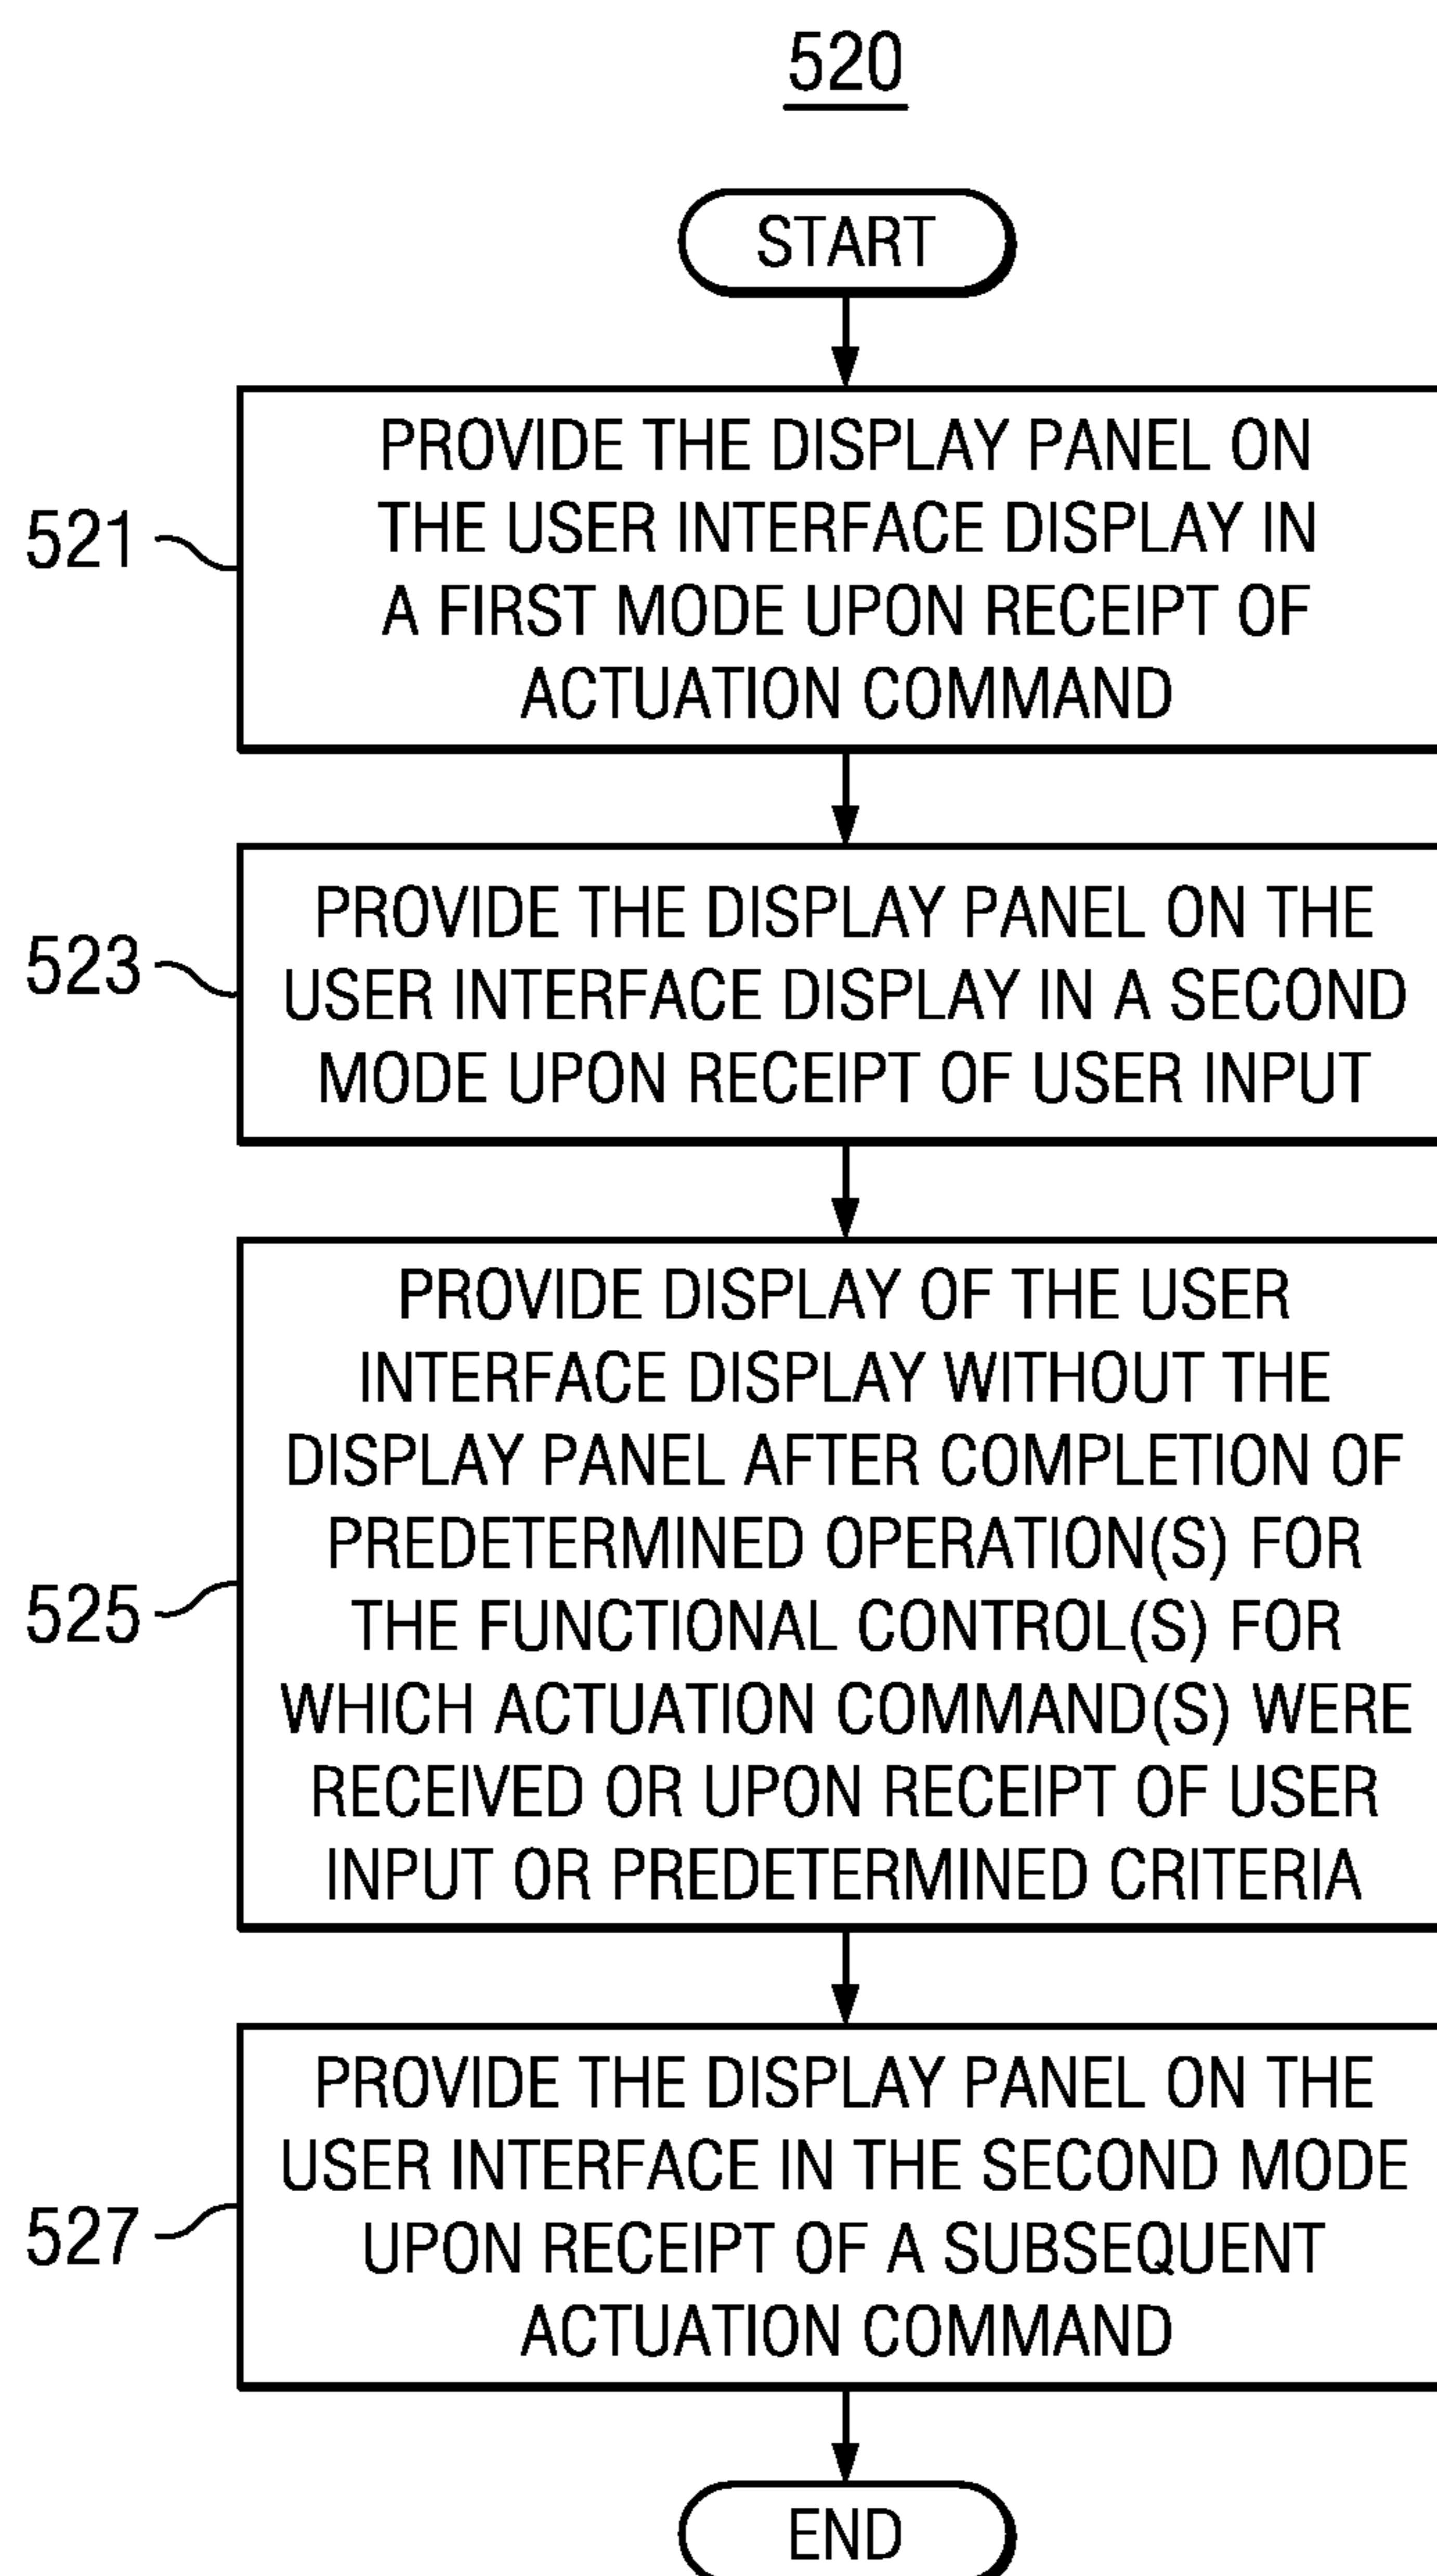 520
START
521
PROVIDE THE DISPLAY PANEL ON
THE USER INTERFACE DISPLAY IN
A FIRST MODE UPON RECEIPT OF
ACTUATION COMMAND
523
PROVIDE THE DISPLAY PANEL ON THE
USER INTERFACE DISPLAY IN A SECOND
MODE UPON RECEIPT OF USER INPUT
525
PROVIDE DISPLAY OF THE USER
INTERFACE DISPLAY WITHOUT THE
DISPLAY PANEL AFTER COMPLETION OF
PREDETERMINED OPERATION(S) FOR
THE FUNCTIONAL CONTROL(S) FOR
WHICH ACTUATION COMMAND(S) WERE
RECEIVED OR UPON RECEIPT OF USER
INPUT OR PREDETERMINED CRITERIA
527
PROVIDE THE DISPLAY PANEL ON THE
USER INTERFACE IN THE SECOND MODE
UPON RECEIPT OF A SUBSEQUENT
ACTUATION COMMAND
END